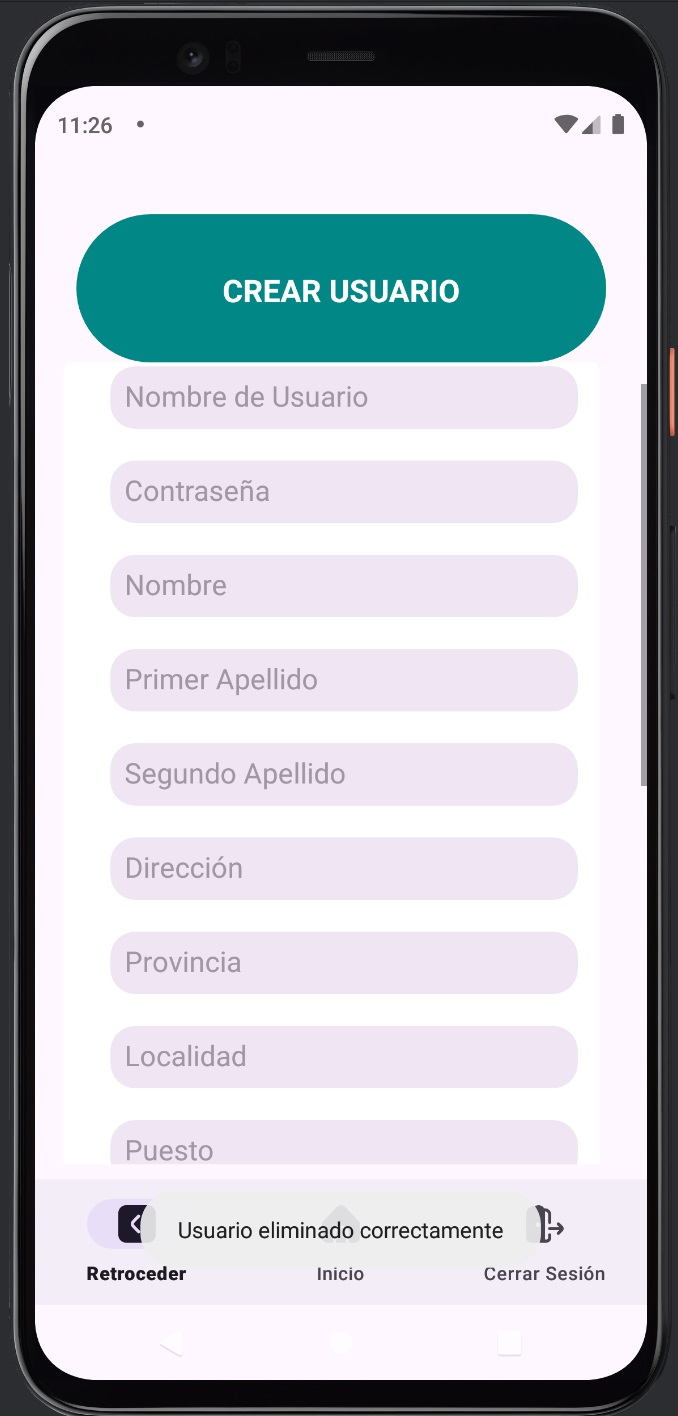 11:26
CREAR USUARIO
Nombre de Usuario
Contraseña
Nombre
Primer Apellido
Segundo Apellido
Dirección
Provincia
Localidad
Puesto
Usuario eliminado correctamente
Retroceder
Inicio
Cerrar Sesión